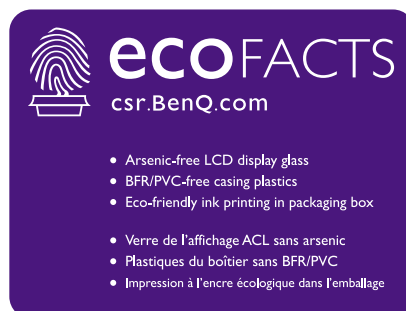 ecoFACTS
csr.BenQ.com
• Arsenic-free LCD display glass
• BFR/PVC-free casing plastics
• Eco-friendly ink printing in packaging box
• Verre de l'affichage ACL sans arsenic
• Plastiques du boîtier sans BFR/PVC
• Impression à l'encre écologique dans l'emballage